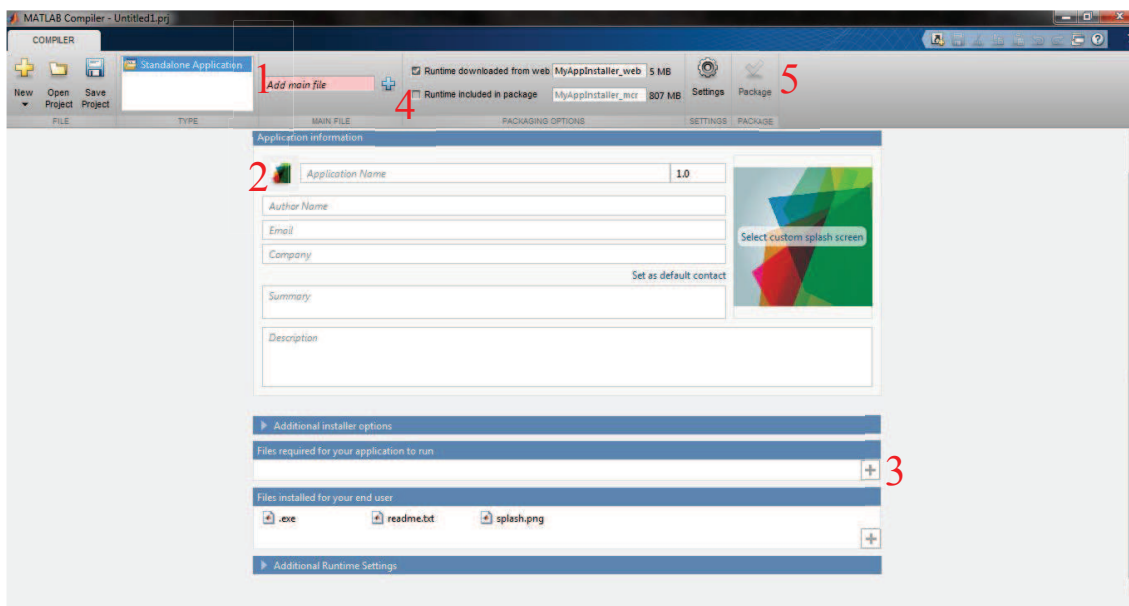 MATLAB Compiler - Untitled1.prj
COMPILER
New
Open Project
Save Project
FILE
Standalone Application
TYPE
1
Add main file
MAIN FILE
4
Runtime downloaded from web MyAppInstaller_web 5 MB
Runtime included in package MyAppInstaller_mcr 807 MB
PACKAGING OPTIONS
Settings
SETTINGS
Package
PACKAGE
5
Application information
2
Application Name 1.0
Author Name
Email
Company
Set as default contact
Summary
Description
Select custom splash screen
Additional installer options
Files required for your application to run
3
Files installed for your end user
.exe readme.txt splash.png
Additional Runtime Settings